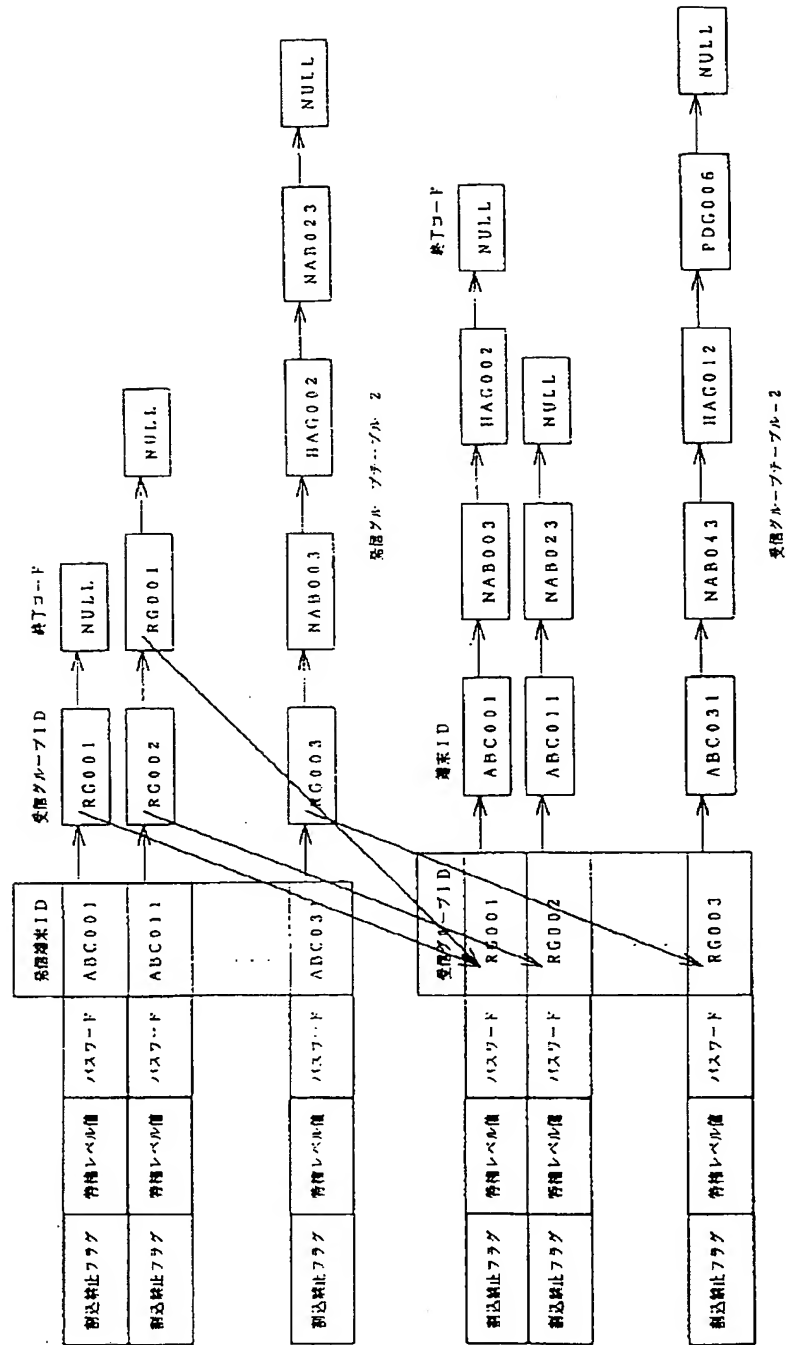 発信端末ID 受信グループID 終了コード
割込禁止フラグ 特権レベル値 パスワード ABC001 RG001 NULL
割込禁止フラグ 特権レベル値 パスワード ABC011 RG002 RG001 NULL
割込禁止フラグ 特権レベル値 パスワード ABC031 RG003 NAB003 HAG002 NAB023 NULL
発信グループテーブル 2
受信グループID 端末ID 終了コード
割込禁止フラグ 特権レベル値 パスワード RG001 ABC001 NAB003 HAG002 NULL
割込禁止フラグ 特権レベル値 パスワード RG002 ABC011 NAB023 NULL
割込禁止フラグ 特権レベル値 パスワード RG003 ABC031 NAB043 HAG012 PDG006 NULL
受信グループテーブル-2